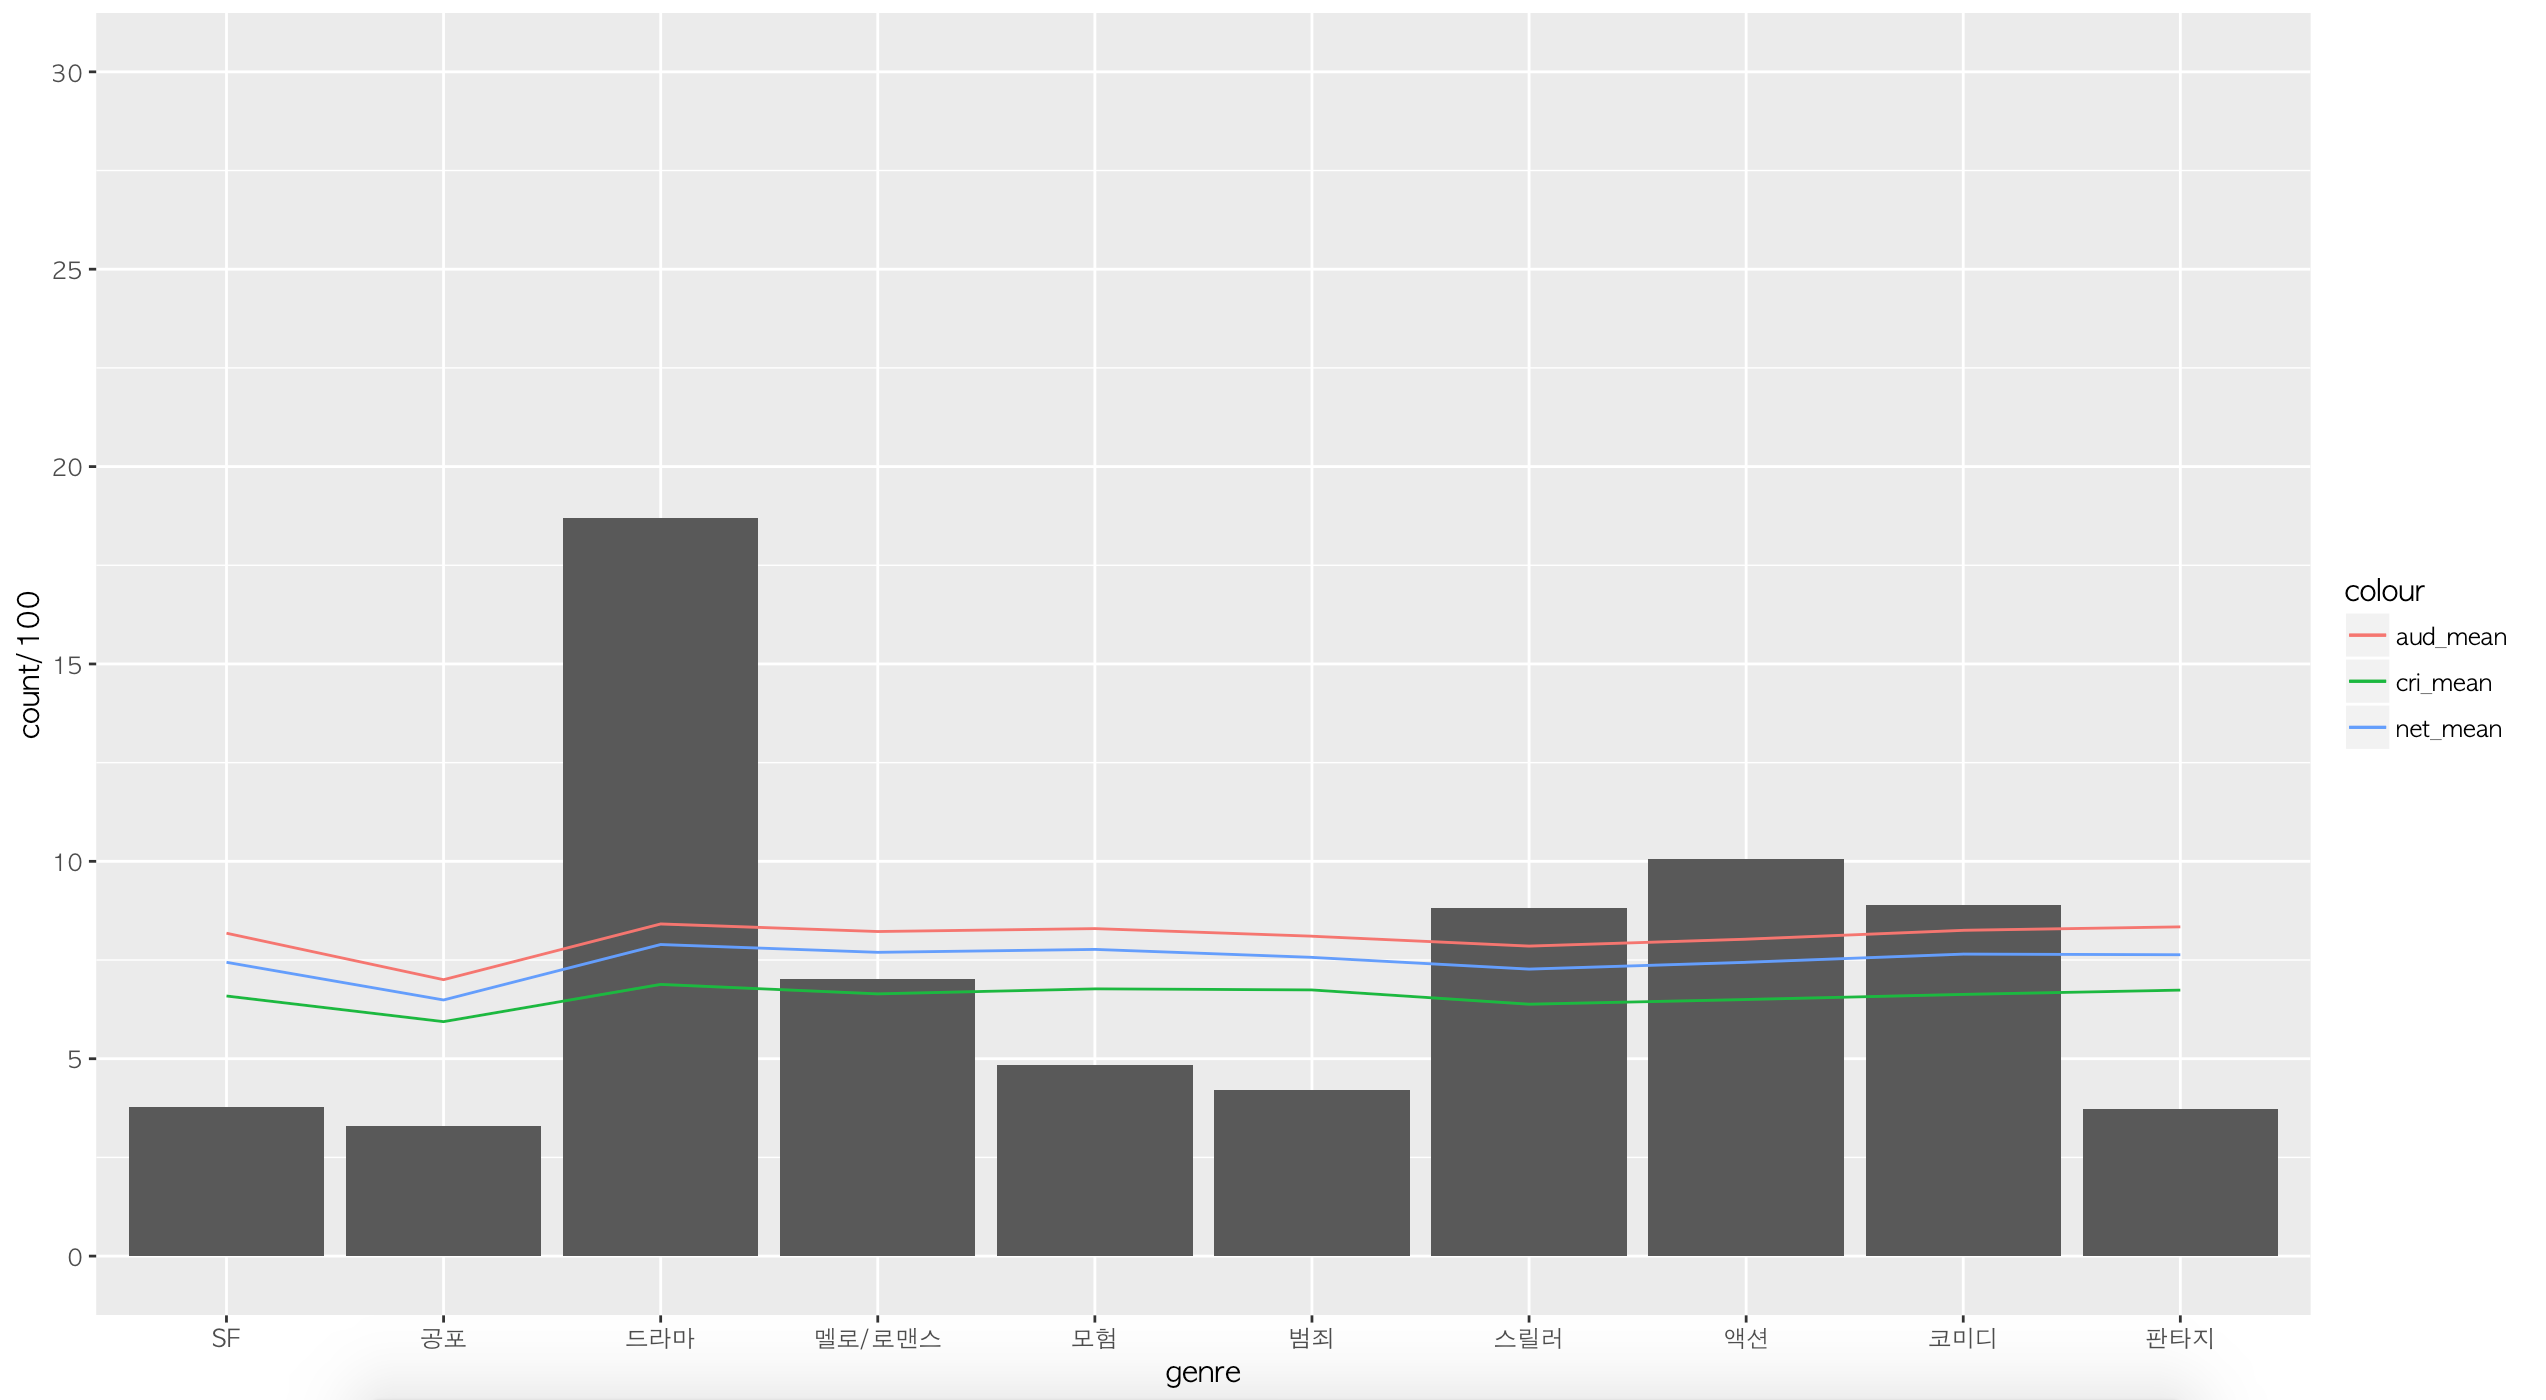 count/100
30
25
20
15
10
5
0
SF 공포 드라마 멜로/로맨스 모험 범죄 스릴러 액션 코미디 판타지
genre
colour
aud_mean
cri_mean
net_mean